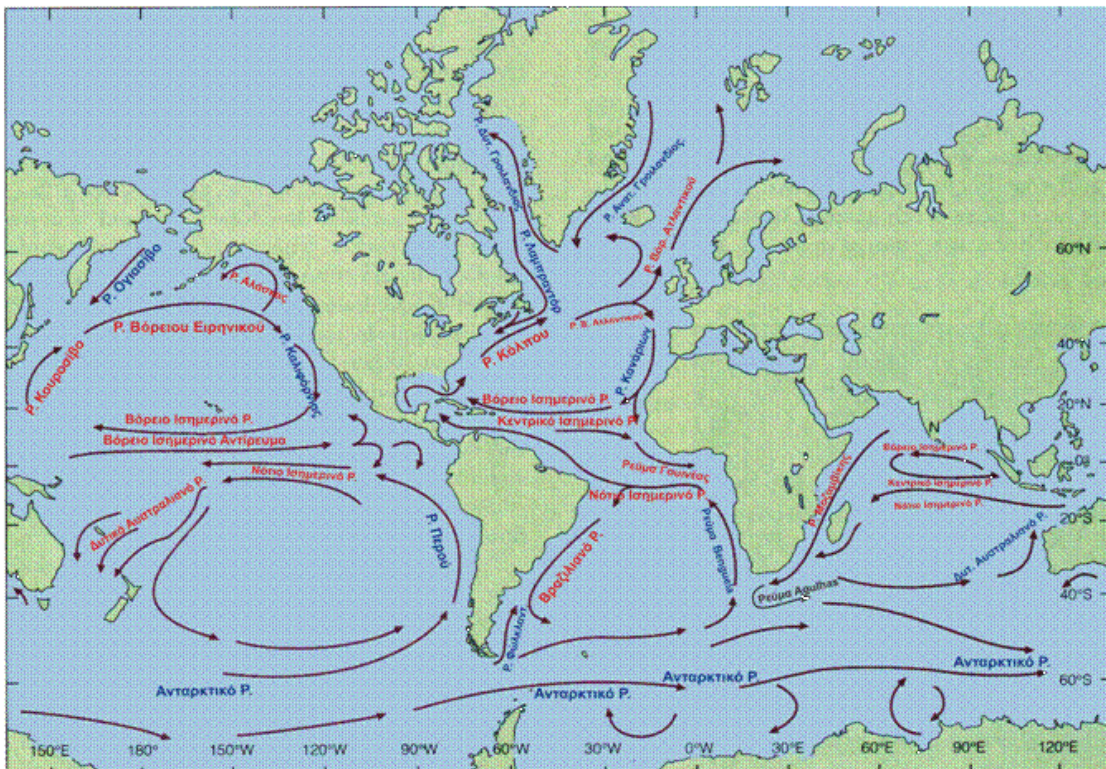 Ρ. Δυτ. Γροιλανδίας
Ρ. Ανατ. Γροιλανδίας
Ρ. Λαμπραντόρ
Ρ. Βορ. Ατλαντικού
60°N
Ρ. Ογιασίβο
Ρ. Αλάσκας
Ρ. Βόρειου Ειρηνικού
Ρ. Β. Ατλαντικού
Ρ. Κόλπου
Ρ. Καλιφόρνιας
Ρ. Κουροσίβο
Ρ. Κανάριων
40°N
20°N
Βόρειο Ισημερινό Ρ.
Βόρειο Ισημερινό Ρ.
Κεντρικό Ισημερινό Ρ.
Βόρειο Ισημερινό Αντίρευμα
N
Βόρειο Ισημερινό Ρ.
0°
Νότιο Ισημερινό Ρ.
Ρεύμα Γουινέας
Κεντρικό Ισημερινό Ρ.
Νότιο Ισημερινό Ρ.
Νότιο Ισημερινό Ρ.
Ρ. Μοζαμβίκης
20°S
Δυτικό Αυστραλιανό Ρ.
Ρ. Περού
Βραζιλιανό Ρ.
Ρεύμα Benguela
Δυτ. Αυστραλιανό Ρ.
Ρεύμα Agulhas
40°S
Ρ. Φωλκλαντ
Ανταρκτικό Ρ.
Ανταρκτικό Ρ.
Ανταρκτικό Ρ.
Ανταρκτικό Ρ.
60°S
150°E 180° 150°W 120°W 90°W 60°W 30°W 0°W 30°E 60°E 90°E 120°E